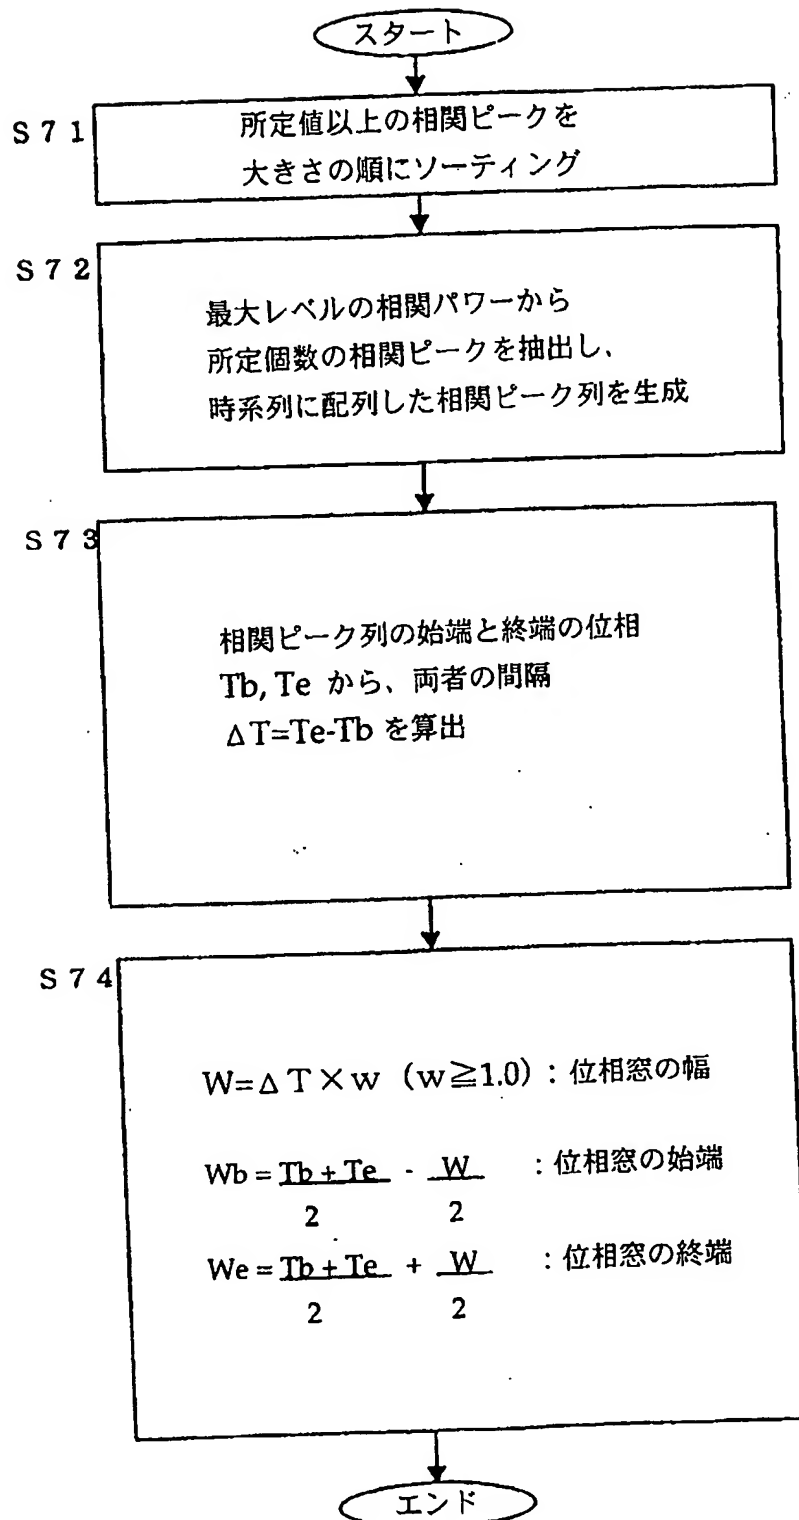 スタート
S71
所定値以上の相関ピークを
大きさの順にソーティング
S72
最大レベルの相関パワーから
所定個数の相関ピークを抽出し、
時系列に配列した相関ピーク列を生成
S73
相関ピーク列の始端と終端の位相
Tb, Te から、両者の間隔
ΔT=Te-Tb を算出
S74
W=ΔT×w (w≧1.0) : 位相窓の幅
Wb = Tb + Te - W : 位相窓の始端
2 2
We = Tb + Te + W : 位相窓の終端
2 2
エンド